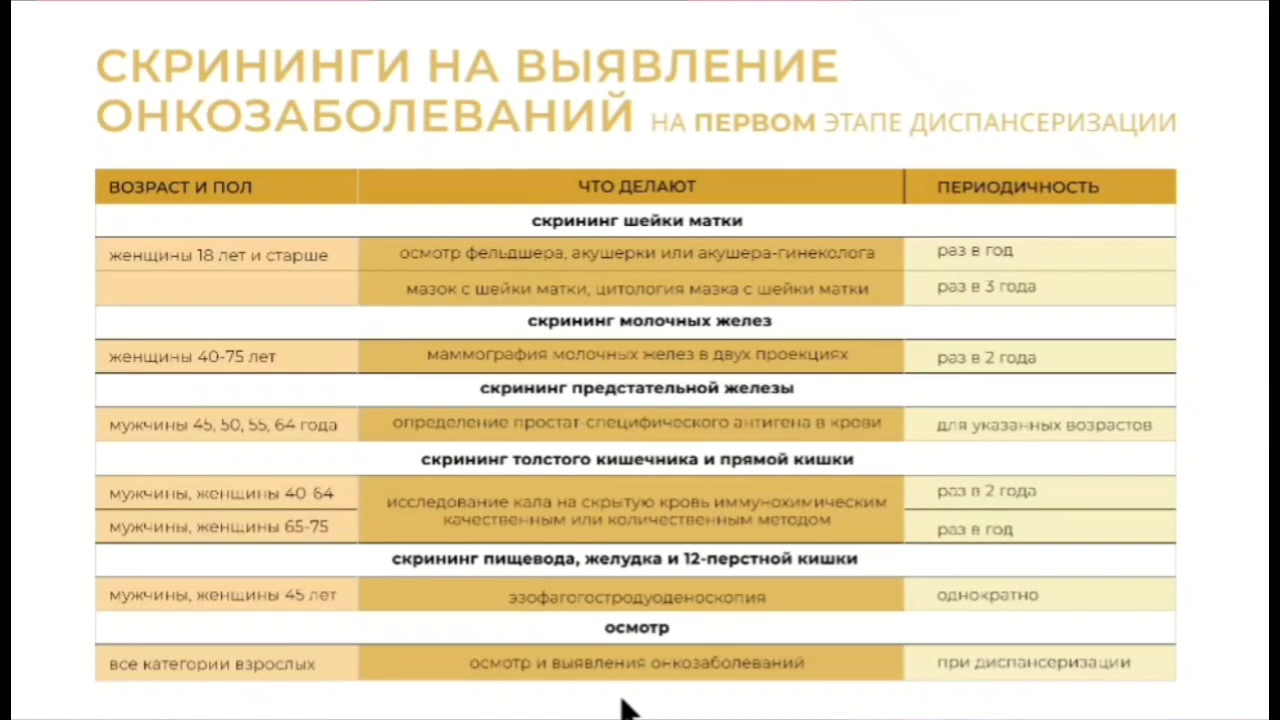 СКРИНИНГИ НА ВЫЯВЛЕНИЕ
ОНКОЗАБОЛЕВАНИЙ НА ПЕРВОМ ЭТАПЕ ДИСПАНСЕРИЗАЦИИ
ВОЗРАСТ И ПОЛ ЧТО ДЕЛАЮТ ПЕРИОДИЧНОСТЬ
скрининг шейки матки
женщины 18 лет и старше осмотр фельдшера, акушерки или акушера-гинеколога раз в год
мазок с шейки матки, цитология мазка с шейки матки раз в 3 года
скрининг молочных желез
женщины 40-75 лет маммография молочных желез в двух проекциях раз в 2 года
скрининг предстательной железы
мужчины 45, 50, 55, 64 года определение простат-специфического антигена в крови для указанных возрастов
скрининг толстого кишечника и прямой кишки
мужчины, женщины 40-64 исследование кала на скрытую кровь иммунохимическим раз в 2 года
мужчины, женщины 65-75 качественным или количественным методом раз в год
скрининг пищевода, желудка и 12-перстной кишки
мужчины, женщины 45 лет эзофагогостродуоденоскопия однократно
осмотр
все категории взрослых осмотр и выявления онкозаболеваний при диспансеризации